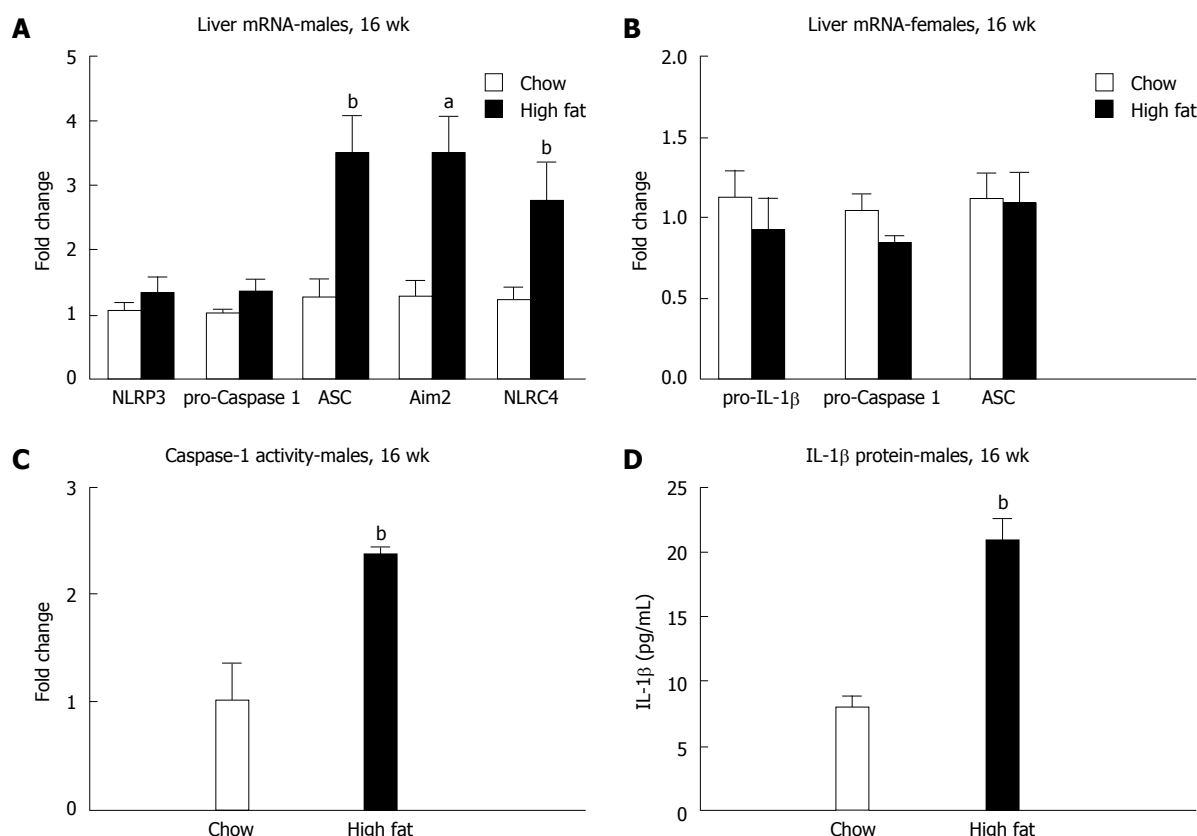 A
Liver mRNA-males, 16 wk
5
4
3
2
1
0
Fold change
Chow
High fat
b
a
b
NLRP3 pro-Caspase 1 ASC Aim2 NLRC4
B
Liver mRNA-females, 16 wk
2.0
1.5
1.0
0.5
0.0
Fold change
Chow
High fat
pro-IL-1β pro-Caspase 1 ASC
C
Caspase-1 activity-males, 16 wk
3
2
1
0
Fold change
b
Chow High fat
D
IL-1β protein-males, 16 wk
25
20
15
10
5
0
IL-1β (pg/mL)
b
Chow High fat